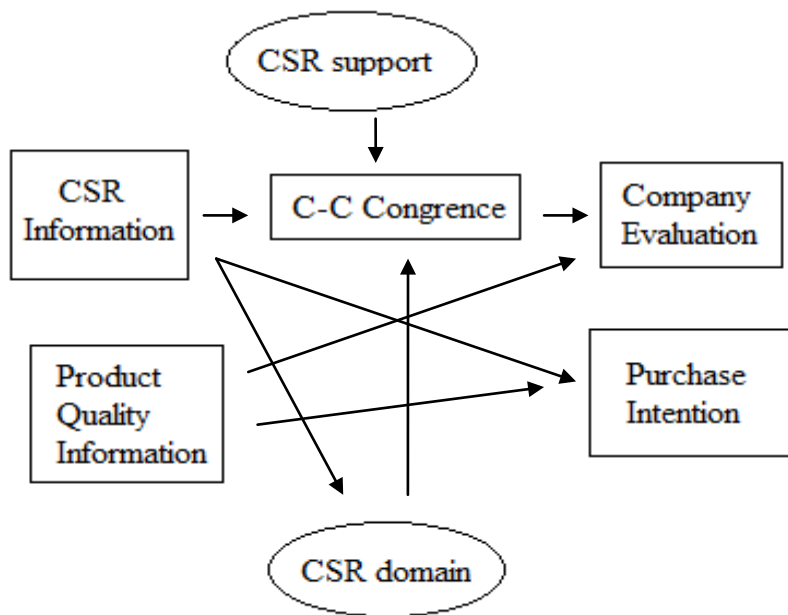 CSR support
CSR
Information
C-C Congrence
Company
Evaluation
Product
Quality
Information
Purchase
Intention
CSR domain